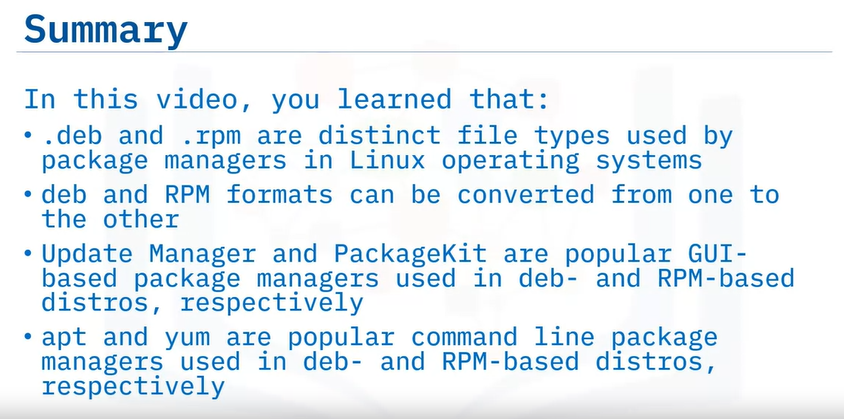 Summary
In this video, you learned that:
• .deb and .rpm are distinct file types used by
package managers in Linux operating systems
• deb and RPM formats can be converted from one to
the other
• Update Manager and PackageKit are popular GUI-
based package managers used in deb- and RPM-based
distros, respectively
• apt and yum are popular command line package
managers used in deb- and RPM-based distros,
respectively